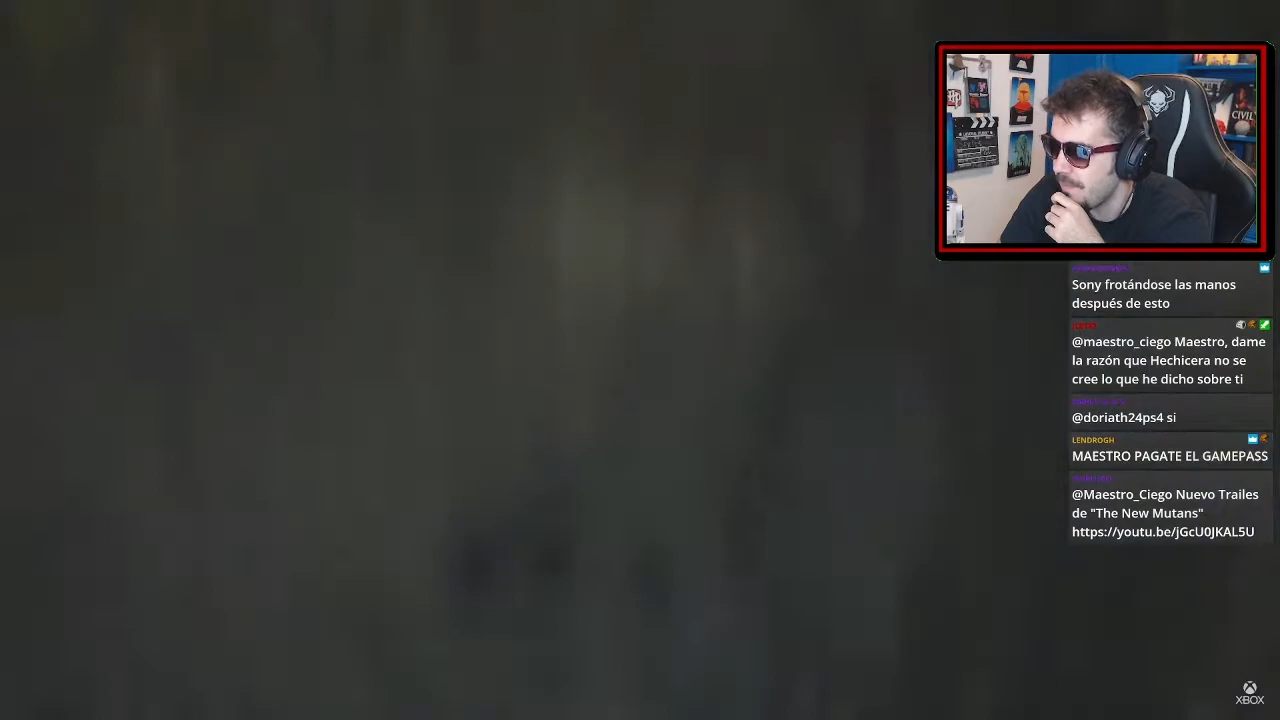 CIVIL
Sony frotándose las manos
después de esto
@maestro_ciego Maestro, dame
la razón que Hechicera no se
cree lo que he dicho sobre ti
@doriath24ps4 si
LENDROGH
MAESTRO PAGATE EL GAMEPASS
@Maestro_Ciego Nuevo Trailes
de "The New Mutans"
https://youtu.be/jGcU0JKAL5U
XBOX